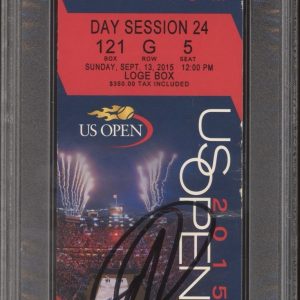 DAY SESSION 24
121 G 5
BOX ROW SEAT
SUNDAY, SEPT. 13, 2015 12:00 PM
LOGE BOX
$350.00 TAX INCLUDED
US OPEN
US OPEN 2015